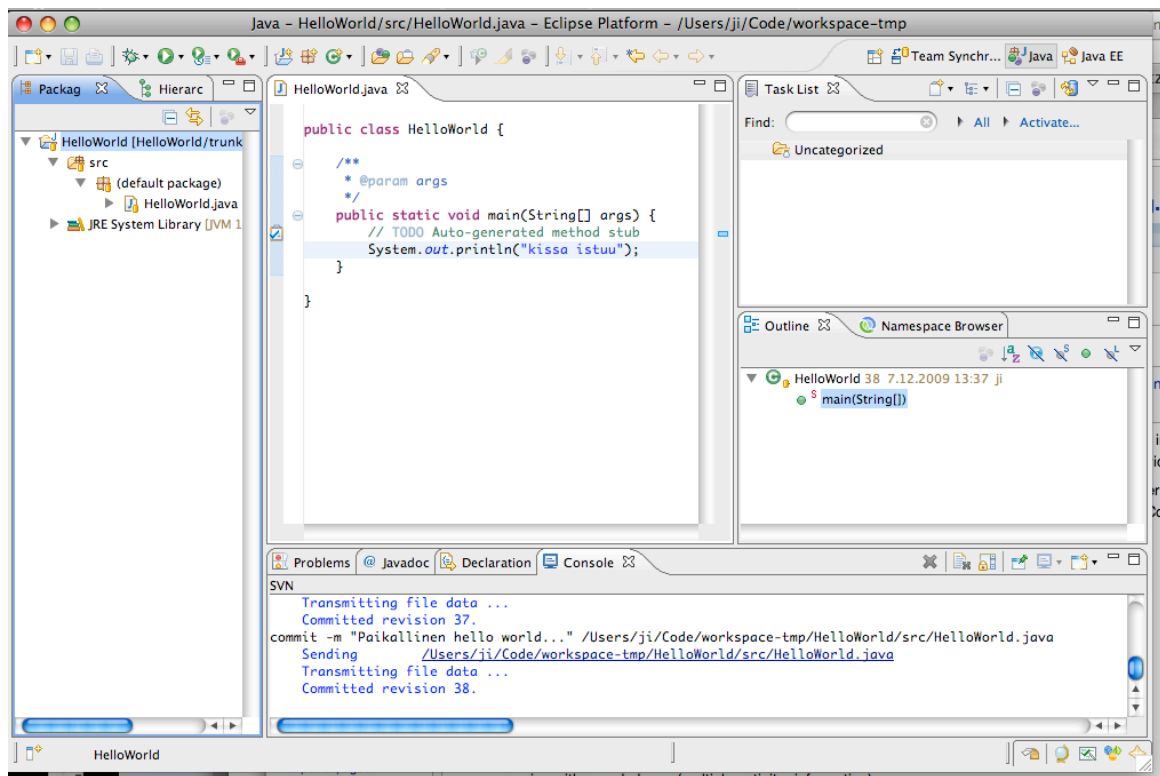 Java – HelloWorld/src/HelloWorld.java – Eclipse Platform – /Users/ji/Code/workspace-tmp
Team Synchr... Java Java EE
Packag Hierarc
HelloWorld [HelloWorld/trunk
src
(default package)
HelloWorld.java
JRE System Library [JVM 1
HelloWorld.java
public class HelloWorld {
/**
* @param args
*/
public static void main(String[] args) {
// TODO Auto-generated method stub
System.out.println("kissa istuu");
}
}
Task List
Find: All Activate...
Uncategorized
Outline Namespace Browser
HelloWorld 38 7.12.2009 13:37 ji
S main(String[])
Problems @ Javadoc Declaration Console
SVN
Transmitting file data ...
Committed revision 37.
commit -m "Paikallinen hello world..." /Users/ji/Code/workspace-tmp/HelloWorld/src/HelloWorld.java
Sending /Users/ji/Code/workspace-tmp/HelloWorld/src/HelloWorld.java
Transmitting file data ...
Committed revision 38.
HelloWorld